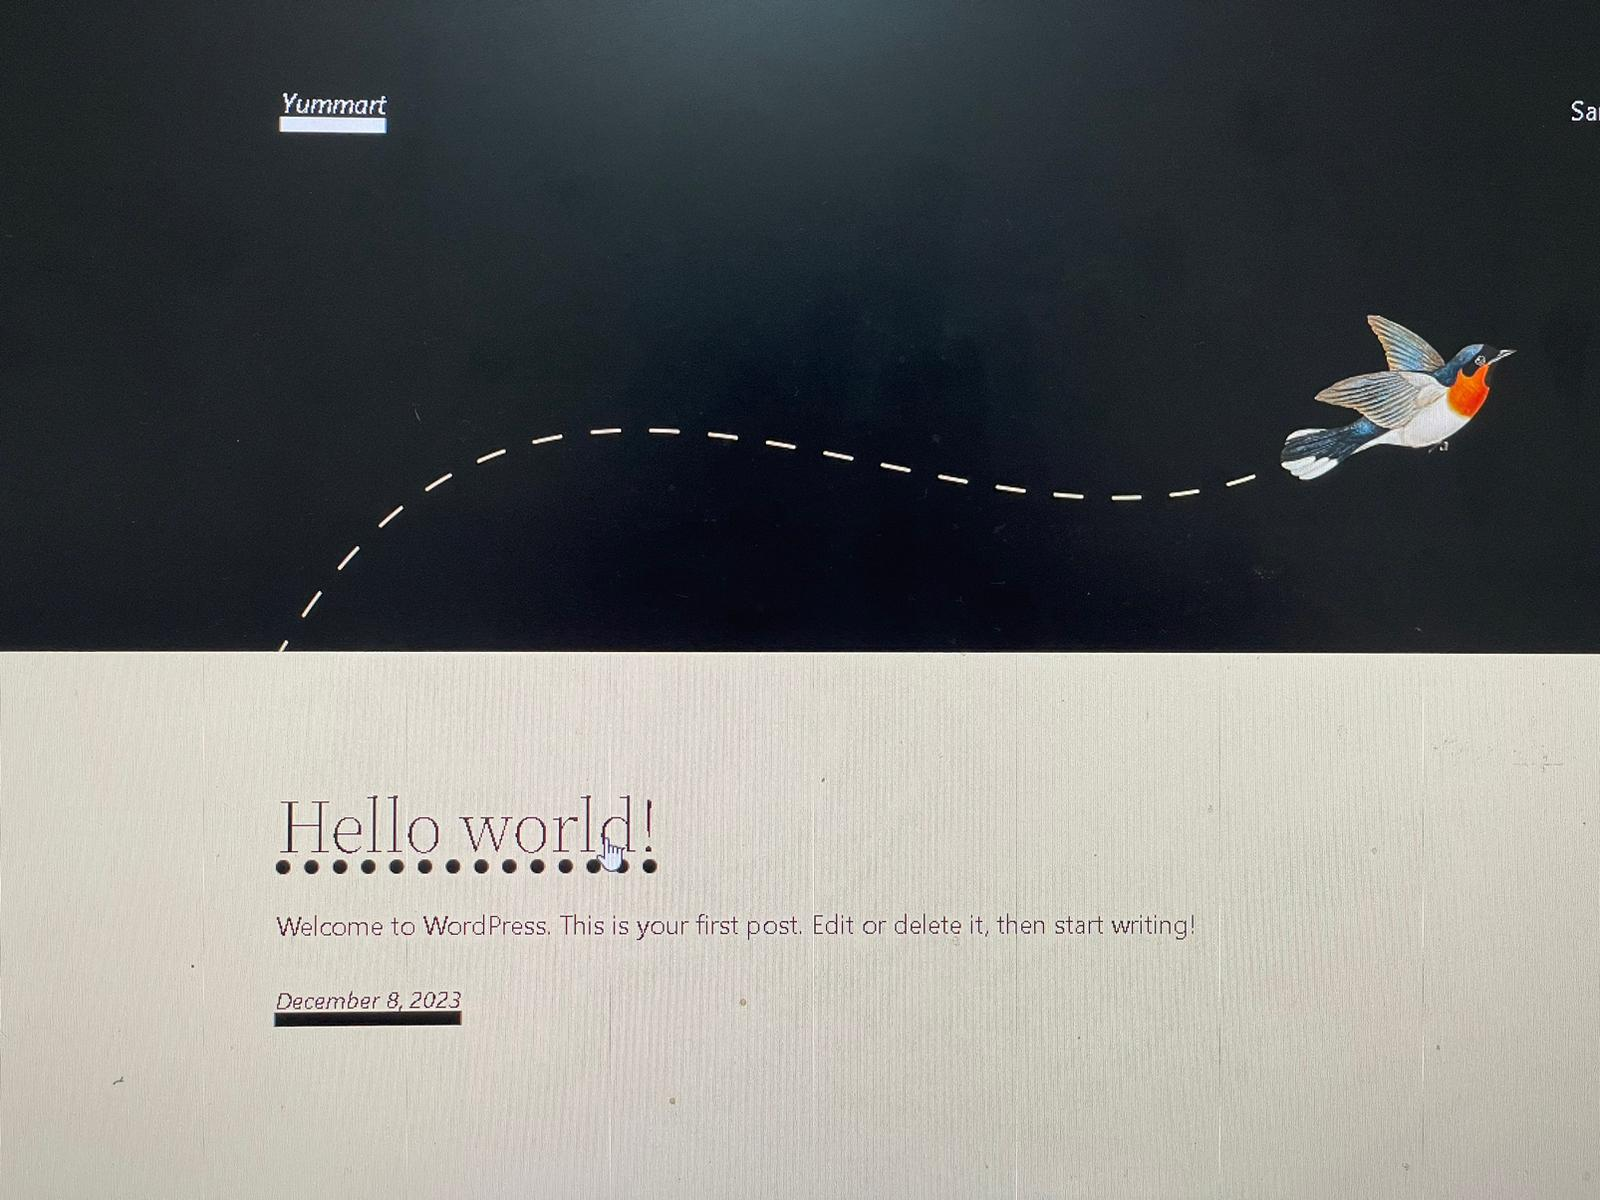 Yummart
Hello world!
Welcome to WordPress. This is your first post. Edit or delete it, then start writing!
December 8, 2023